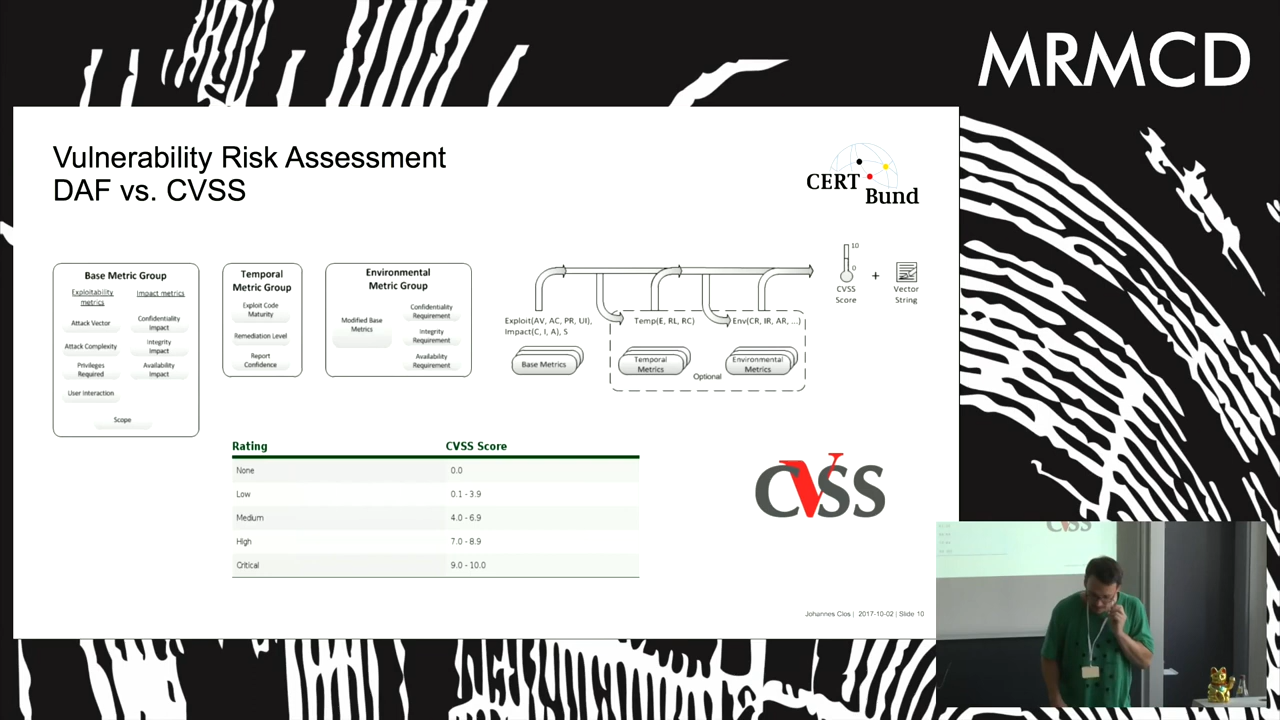 MRMCD
Vulnerability Risk Assessment
DAF vs. CVSS
CERT
Bund
Base Metric Group
Exploitability
metrics
Impact metrics
Attack Vector
Confidentiality
Impact
Attack Complexity
Integrity
Impact
Privileges
Required
Availability
Impact
User Interaction
Scope
Temporal
Metric Group
Exploit Code
Maturity
Remediation Level
Report
Confidence
Environmental
Metric Group
Modified Base
Metrics
Confidentiality
Requirement
Integrity
Requirement
Availability
Requirement
Exploit(AV, AC, PR, UI),
Impact(C, I, A), S
Base Metrics
Temp(E, RL, RC)
Temporal
Metrics
Env(CR, IR, AR, ...)
Environmental
Metrics
Optional
10
0
CVSS
Score
+
Vector
String
Rating CVSS Score
None 0.0
Low 0.1 - 3.9
Medium 4.0 - 6.9
High 7.0 - 8.9
Critical 9.0 - 10.0
CVSS
Johannes Clos | 2017-10-02 | Slide 10
CVSS